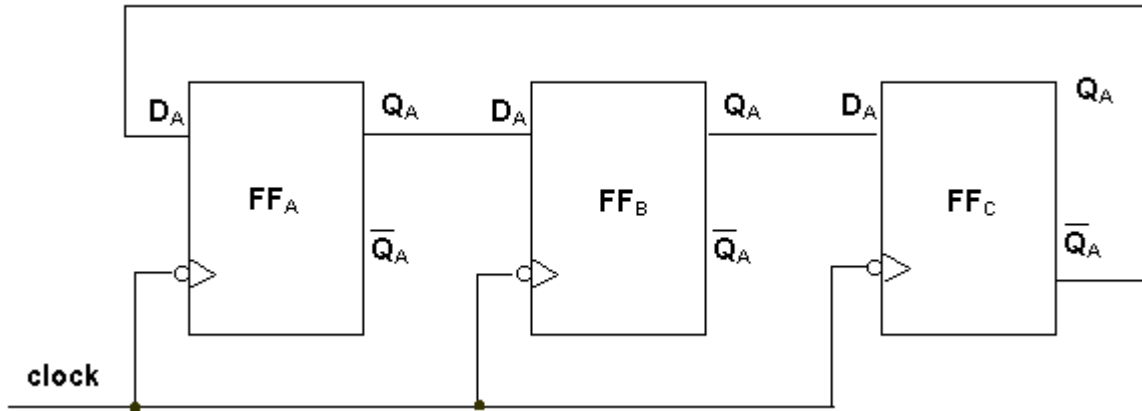 Q_A
D_A Q_A D_A Q_A D_A
FF_A FF_B FF_C
Q̅_A Q̅_A Q̅_A
clock